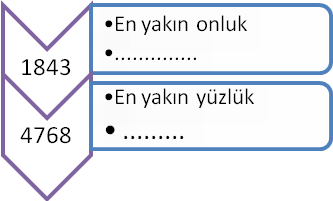 1843
•En yakın onluk
•..............
4768
•En yakın yüzlük
• .........